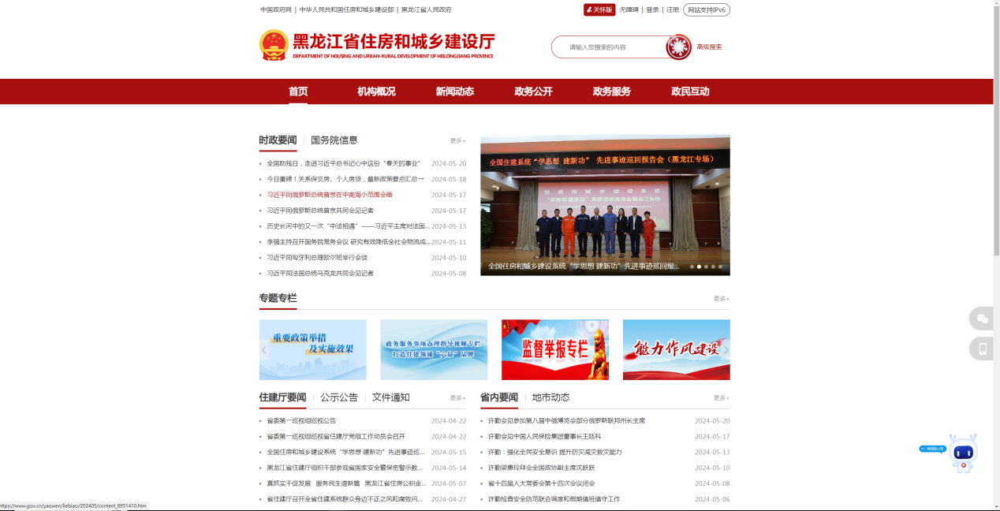 中国政府网 | 中华人民共和国住房和城乡建设部 | 黑龙江省人民政府
关怀版 无障碍 | 登录 | 注册 网站支持IPv6
黑龙江省住房和城乡建设厅
DEPARTMENT OF HOUSING AND URBAN-RURAL DEVELOPMENT OF HEILONGJIANG PROVINCE
请输入您搜索的内容 高级搜索
首页 机构概况 新闻动态 政务公开 政务服务 政民互动
时政要闻 国务院信息 更多+
全国助残日，走进习近平总书记心中这份“春天的事业” 2024-05-20
今日重磅！关系保交房、个人房贷，最新政策要点汇总→ 2024-05-18
习近平同俄罗斯总统普京在中南海小范围会晤 2024-05-17
习近平同俄罗斯总统普京共同会见记者 2024-05-17
历史长河中的又一次“中法相遇”——习近平主席对法国... 2024-05-13
李强主持召开国务院常务会议 研究有效降低全社会物流成... 2024-05-11
习近平同匈牙利总理欧尔班举行会谈 2024-05-10
习近平同法国总统马克龙共同会见记者 2024-05-08
全国住建系统“学思想 建新功” 先进事迹巡回报告会（黑龙江专场）
住房和城乡建设系统
“学思想 建新功”先进事迹报告会黑龙江专场
全国住房和城乡建设系统“学思想 建新功”先进事迹巡回报...
专题专栏 更多+
重要政策举措
及实施效果
政务服务事项办理指导视频专栏
打造住建领域“六最”品牌
监督举报专栏
能力作风建设
住建厅要闻 公示公告 文件通知 更多+
省委第一巡视组巡视公告 2024-04-22
省委第一巡视组巡视省住建厅党组工作动员会召开 2024-04-22
全国住房和城乡建设系统“学思想 建新功”先进事迹巡... 2024-05-15
黑龙江省住建厅组织干部参观省国家安全暨保密警示教... 2024-05-14
真抓实干促发展 服务民生谱新篇 黑龙江省住房公积金... 2024-05-07
省住建厅召开全省住建系统群众身边不正之风和腐败问... 2024-04-27
省内要闻 地市动态 更多+
许勤会见参加第八届中俄博览会部分俄罗斯联邦州长主席 2024-05-20
许勤会见中国人民保险集团董事长王廷科 2024-05-17
许勤：强化全民安全意识 提升防灾减灾救灾能力 2024-05-13
许勤梁惠玲拜会全国政协副主席沈跃跃 2024-05-10
省十四届人大常委会第十四次会议闭会 2024-05-08
许勤检查安全防范联合调度和假期值班值守工作 2024-05-06
https://www.gov.cn/yaowen/liebiao/202405/content_6951410.htm